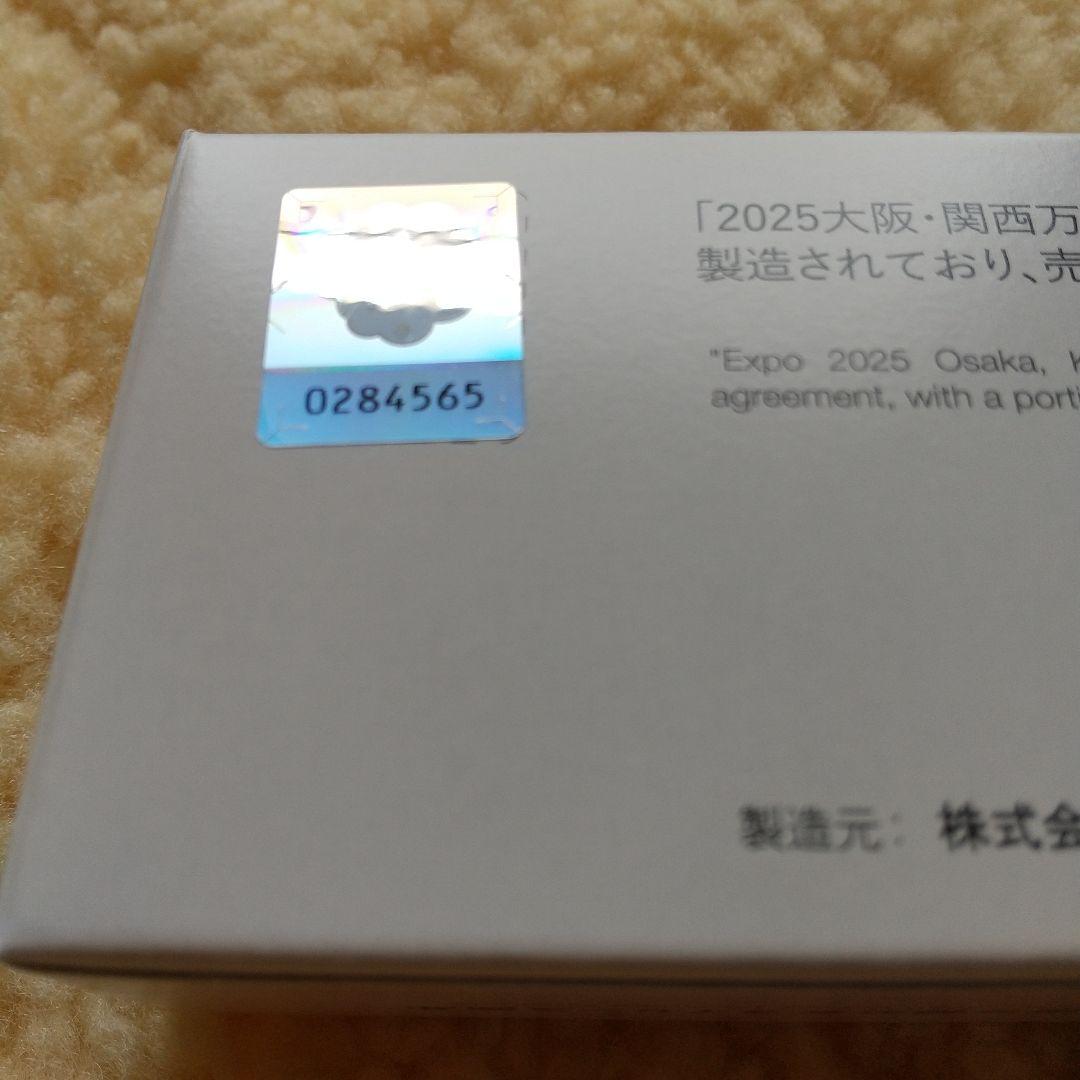 0284565
「2025大阪・関西万
製造されており、売
"Expo 2025 Osaka, K
agreement, with a porti
製造元： 株式会